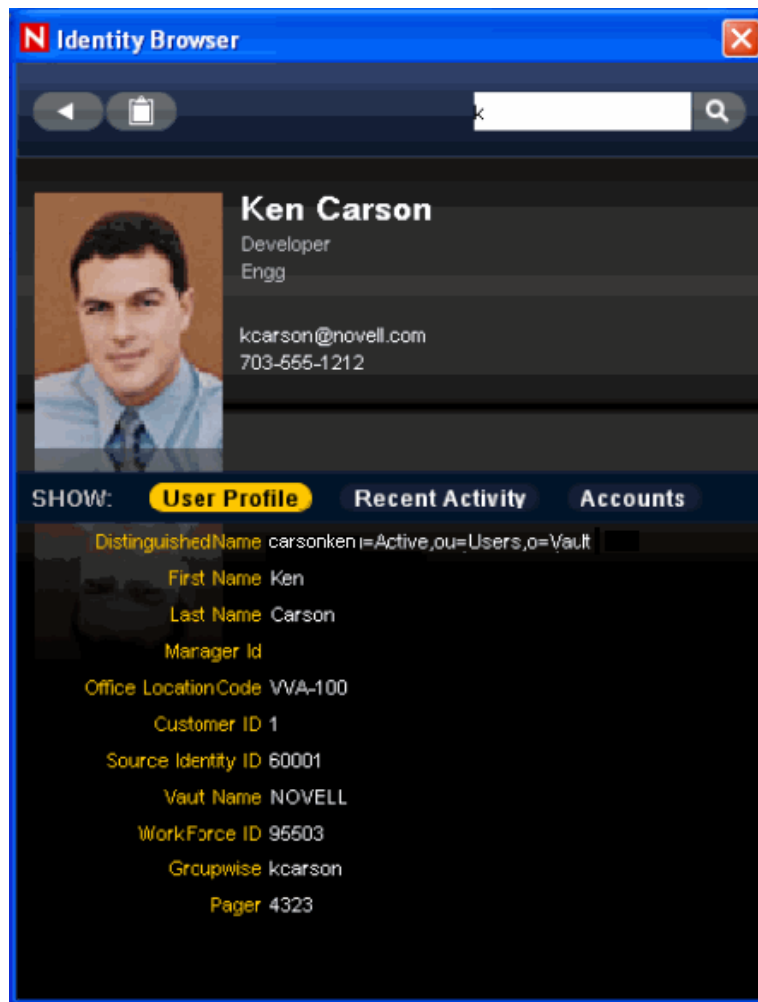 N Identity Browser
k
Ken Carson
Developer
Engg
kcarson@novell.com
703-555-1212
SHOW: User Profile Recent Activity Accounts
DistinguishedName carsonken ı=Active,ou=Users,o=Vault
First Name Ken
Last Name Carson
Manager Id
Office LocationCode VVA-100
Customer ID 1
Source Identity ID 60001
Vaut Name NOVELL
WorkForce ID 95503
Groupwise kcarson
Pager 4323